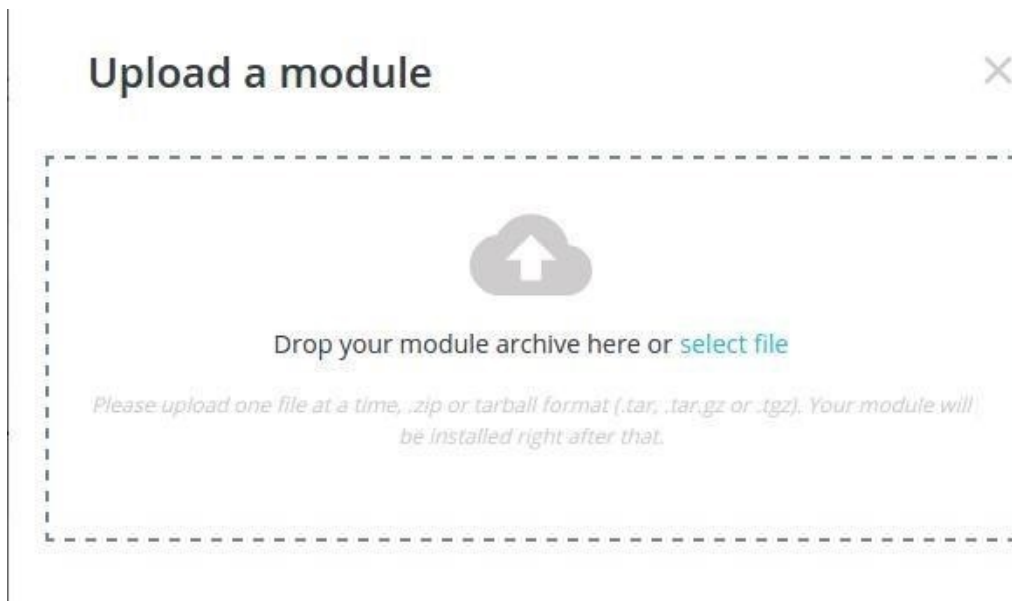 Upload a module
Drop your module archive here or select file
Please upload one file at a time, .zip or tarball format (.tar, .tar.gz or .tgz). Your module will
be installed right after that.